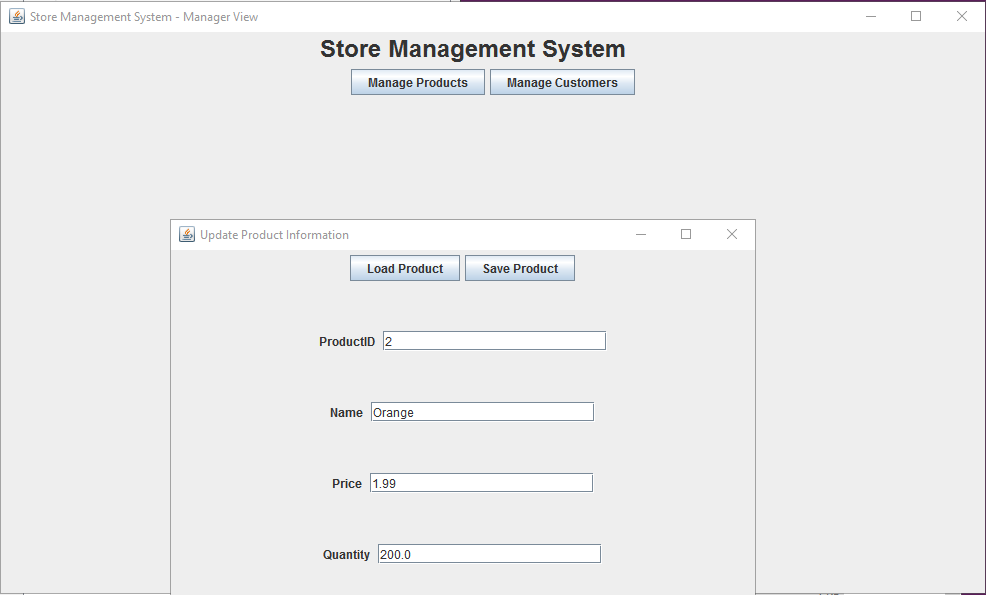 Store Management System - Manager View
Store Management System
Manage Products Manage Customers
Update Product Information
Load Product Save Product
ProductID 2
Name Orange
Price 1.99
Quantity 200.0